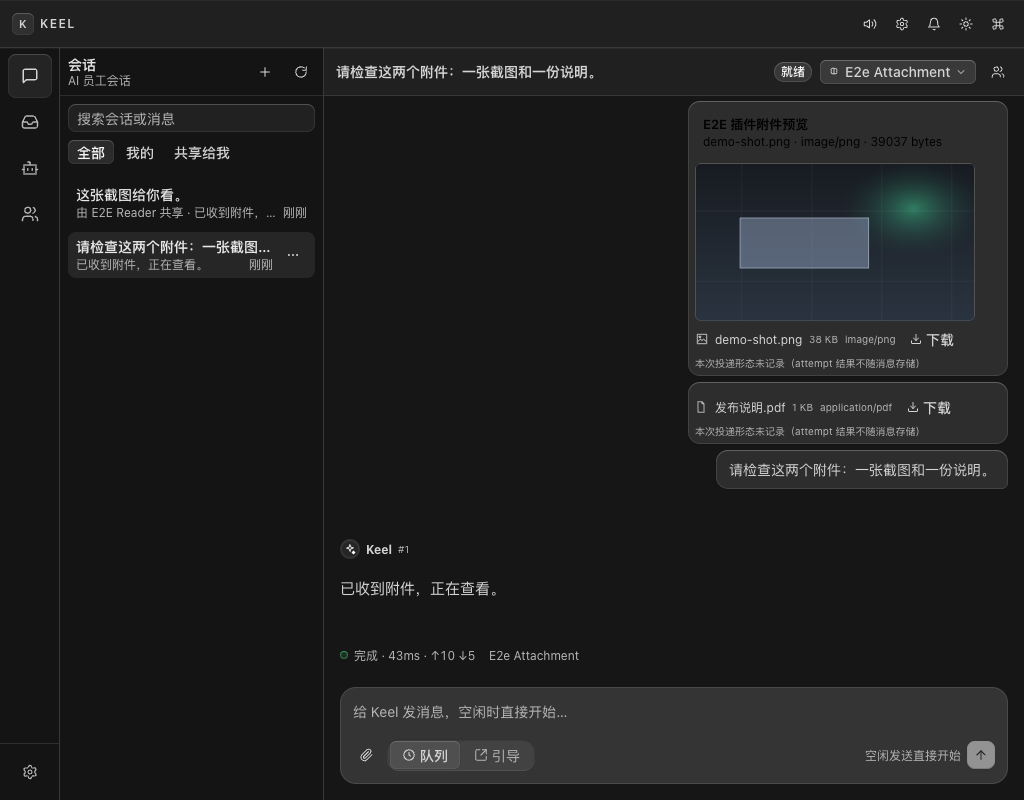 K KEEL
会话
AI 员工会话
搜索会话或消息
全部 我的 共享给我
这张截图给你看。
由 E2E Reader 共享 · 已收到附件，... 刚刚
请检查这两个附件：一张截图...
已收到附件，正在查看。 刚刚
请检查这两个附件：一张截图和一份说明。
就绪
E2e Attachment
E2E 插件附件预览
demo-shot.png · image/png · 39037 bytes
demo-shot.png 38 KB image/png 下载
本次投递形态未记录（attempt 结果不随消息存储）
发布说明.pdf 1 KB application/pdf 下载
本次投递形态未记录（attempt 结果不随消息存储）
请检查这两个附件：一张截图和一份说明。
Keel #1
已收到附件，正在查看。
完成 · 43ms · ↑10 ↓5 E2e Attachment
给 Keel 发消息，空闲时直接开始...
队列 引导
空闲发送直接开始